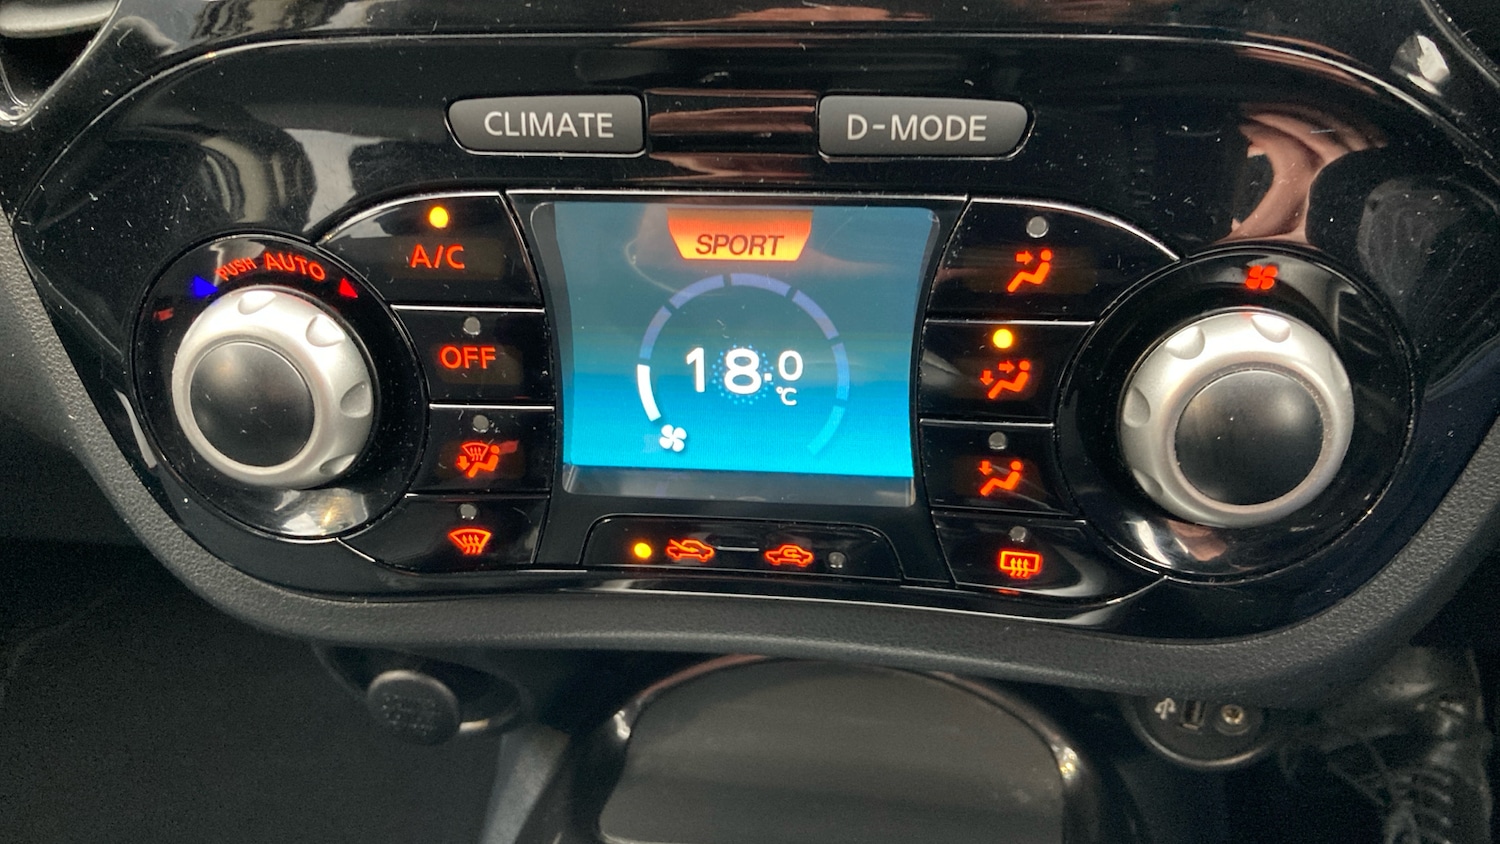 CLIMATE
D-MODE
PUSH AUTO
A/C
OFF
SPORT
18.0
°C